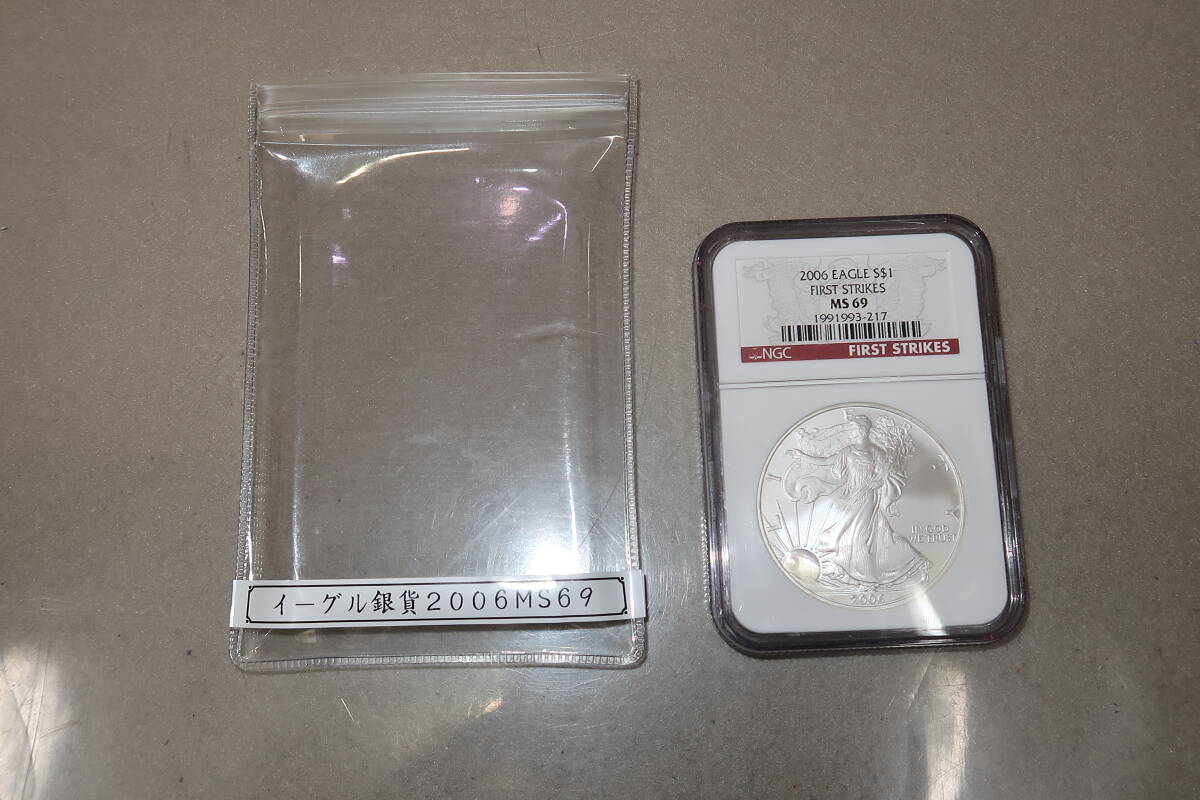 イーグル銀貨2006MS69
2006 EAGLE S$1
FIRST STRIKES
MS 69
1991993-217
NGC FIRST STRIKES
IN GOD
WE TRUST
2006